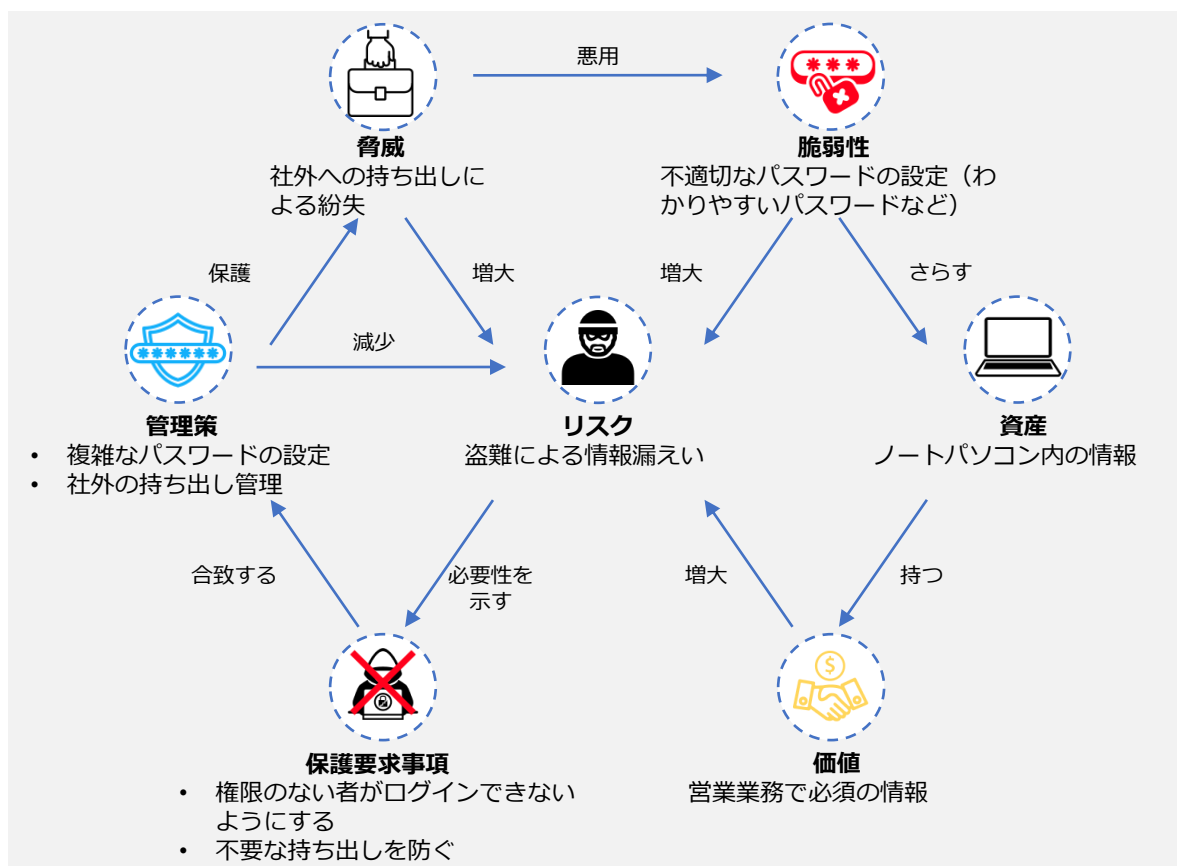 悪用
脅威
社外への持ち出しに
よる紛失
脆弱性
不適切なパスワードの設定（わ
かりやすいパスワードなど）
保護
増大
増大
さらす
減少
管理策
• 複雑なパスワードの設定
• 社外の持ち出し管理
リスク
盗難による情報漏えい
資産
ノートパソコン内の情報
合致する
必要性を
示す
増大
持つ
保護要求事項
• 権限のない者がログインできない
ようにする
• 不要な持ち出しを防ぐ
価値
営業業務で必須の情報